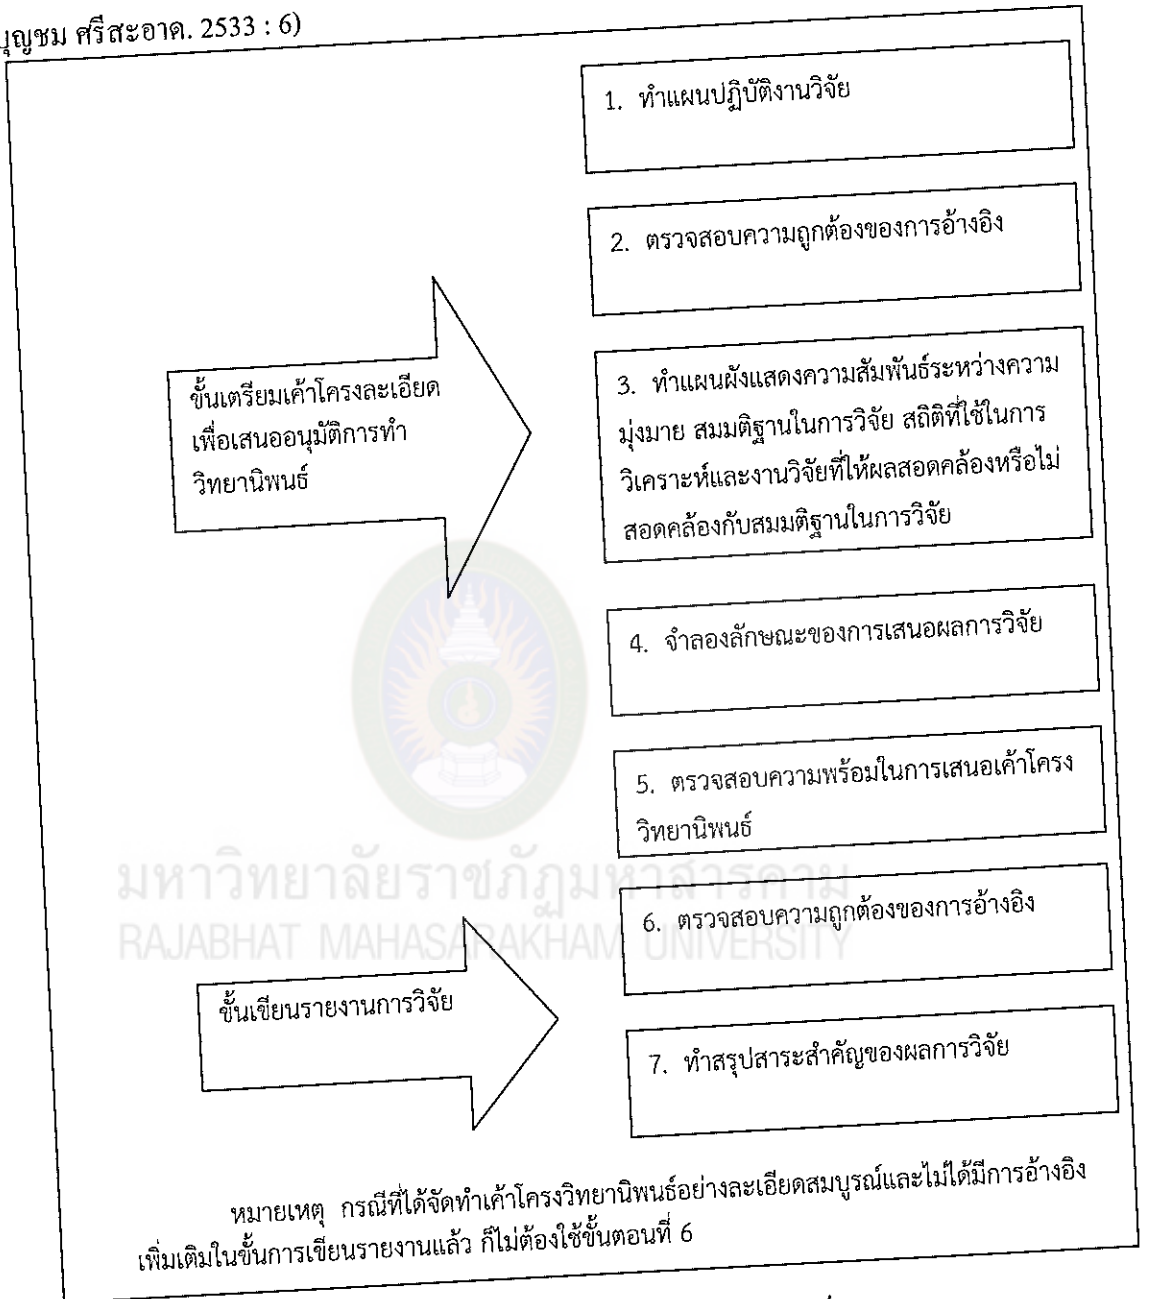 บุญชม ศรีสะอาด. 2533 : 6)
1. ทำแผนปฏิบัติงานวิจัย
2. ตรวจสอบความถูกต้องของการอ้างอิง
ขั้นเตรียมเค้าโครงละเอียด
เพื่อเสนออนุมัติการทำ
วิทยานิพนธ์
3. ทำแผนผังแสดงความสัมพันธ์ระหว่างความ
มุ่งมาย สมมติฐานในการวิจัย สถิติที่ใช้ในการ
วิเคราะห์และงานวิจัยที่ให้ผลสอดคล้องหรือไม่
สอดคล้องกับสมมติฐานในการวิจัย
4. จำลองลักษณะของการเสนอผลการวิจัย
5. ตรวจสอบความพร้อมในการเสนอเค้าโครง
วิทยานิพนธ์
มหาวิทยาลัยราชภัฏมหาสารคาม
RAJABHAT MAHASARAKHAM UNIVERSITY
6. ตรวจสอบความถูกต้องของการอ้างอิง
ขั้นเขียนรายงานการวิจัย
7. ทำสรุปสาระสำคัญของผลการวิจัย
หมายเหตุ กรณีที่ได้จัดทำเค้าโครงวิทยานิพนธ์อย่างละเอียดสมบูรณ์และไม่ได้มีการอ้างอิง
เพิ่มเติมในขั้นการเขียนรายงานแล้ว ก็ไม่ต้องใช้ขั้นตอนที่ 6